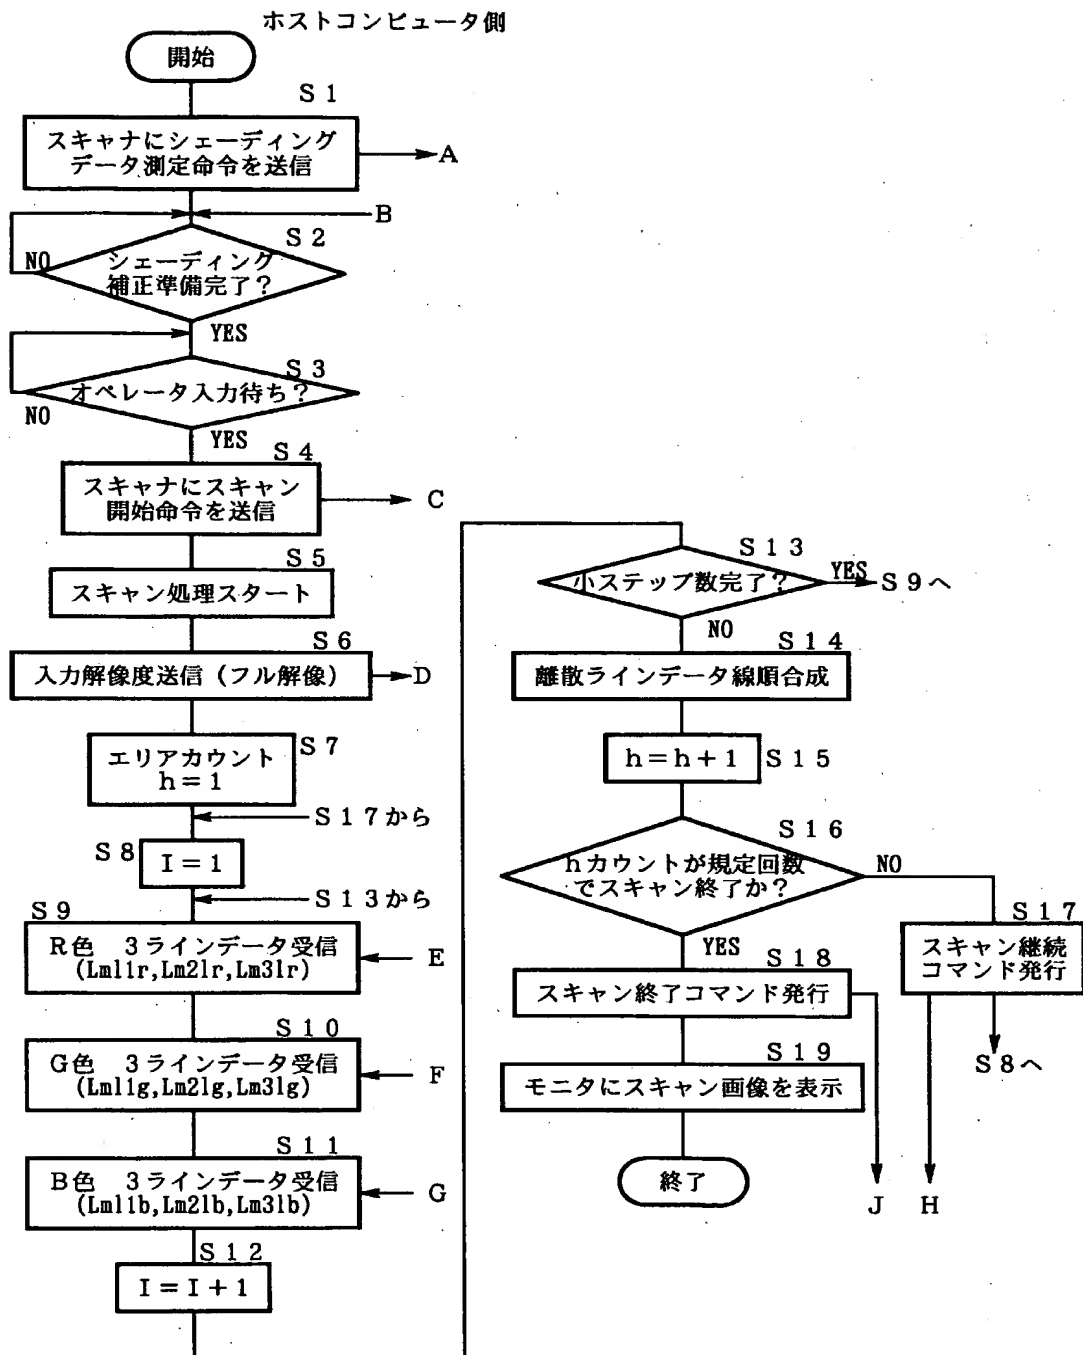 ホストコンピュータ側
開始
S1
スキャナにシェーディング
データ測定命令を送信
A
B
S2
シェーディング
補正準備完了?
NO
YES
S3
オペレータ入力待ち?
NO
YES
S4
スキャナにスキャン
開始命令を送信
C
S5
スキャン処理スタート
S6
入力解像度送信(フル解像)
D
S7
エリアカウント
h=1
S17から
S8
I=1
S13から
S9
R色 3ラインデータ受信
(Lm11r,Lm21r,Lm31r)
E
S10
G色 3ラインデータ受信
(Lm11g,Lm21g,Lm31g)
F
S11
B色 3ラインデータ受信
(Lm11b,Lm21b,Lm31b)
G
S12
I=I+1
S13
小ステップ数完了?
YES
S9へ
NO
S14
離散ラインデータ線順合成
h=h+1
S15
S16
hカウントが規定回数
でスキャン終了か?
NO
YES
S17
スキャン継続
コマンド発行
S8へ
S18
スキャン終了コマンド発行
S19
モニタにスキャン画像を表示
終了
J
H